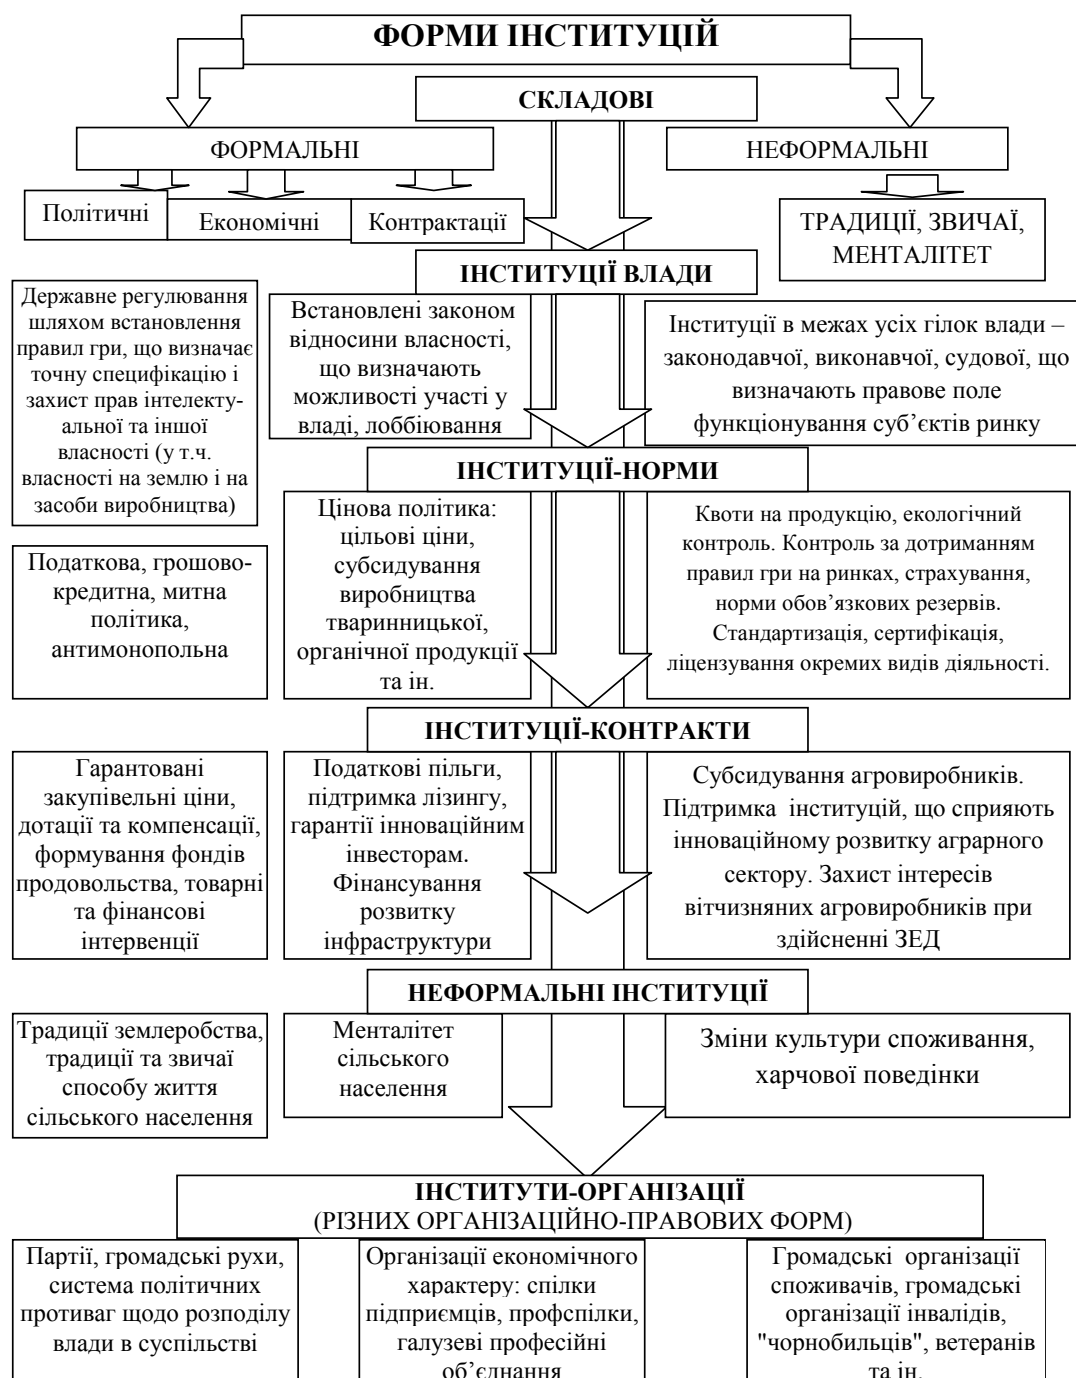 ФОРМИ ІНСТИТУЦІЙ
СКЛАДОВІ
ФОРМАЛЬНІ
НЕФОРМАЛЬНІ
Політичні
Економічні
Контрактації
ТРАДИЦІЇ, ЗВИЧАЇ,
МЕНТАЛІТЕТ
ІНСТИТУЦІЇ ВЛАДИ
Державне регулювання
шляхом встановлення
правил гри, що визначає
точну специфікацію і
захист прав інтелекту-
альної та іншої
власності (у т.ч.
власності на землю і на
засоби виробництва)
Встановлені законом
відносини власності,
що визначають
можливості участі у
владі, лоббіювання
Інституції в межах усіх гілок влади –
законодавчої, виконавчої, судової, що
визначають правове поле
функціонування суб’єктів ринку
ІНСТИТУЦІЇ-НОРМИ
Податкова, грошово-
кредитна, митна
політика,
антимонопольна
Цінова політика:
цільові ціни,
субсидування
виробництва
тваринницької,
органічної продукції
та ін.
Квоти на продукцію, екологічний
контроль. Контроль за дотриманням
правил гри на ринках, страхування,
норми обов’язкових резервів.
Стандартизація, сертифікація,
ліцензування окремих видів діяльності.
ІНСТИТУЦІЇ-КОНТРАКТИ
Гарантовані
закупівельні ціни,
дотації та компенсації,
формування фондів
продовольства, товарні
та фінансові
інтервенції
Податкові пільги,
підтримка лізингу,
гарантії інноваційним
інвесторам.
Фінансування
розвитку
інфраструктури
Субсидування агровиробників.
Підтримка  інституцій, що сприяють
інноваційному розвитку аграрного
сектору. Захист інтересів
вітчизняних агровиробників при
здійсненні ЗЕД
НЕФОРМАЛЬНІ ІНСТИТУЦІЇ
Традиції землеробства,
традиції та звичаї
способу життя
сільського населення
Менталітет
сільського
населення
Зміни культури споживання,
харчової поведінки
ІНСТИТУТИ-ОРГАНІЗАЦІЇ
(РІЗНИХ ОРГАНІЗАЦІЙНО-ПРАВОВИХ ФОРМ)
Партії, громадські рухи,
система політичних
противаг щодо розподілу
влади в суспільстві
Організації економічного
характеру: спілки
підприємців, профспілки,
галузеві професійні
об’єднання
Громадські  організації
споживачів, громадські
організації інвалідів,
"чорнобильців", ветеранів
та ін.